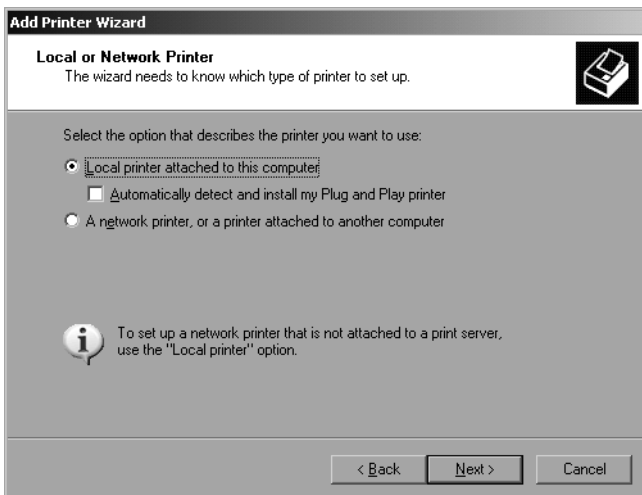 Add Printer Wizard
Local or Network Printer
The wizard needs to know which type of printer to set up.
Select the option that describes the printer you want to use:
Local printer attached to this computer
Automatically detect and install my Plug and Play printer
A network printer, or a printer attached to another computer
To set up a network printer that is not attached to a print server,
use the "Local printer" option.
< Back Next > Cancel